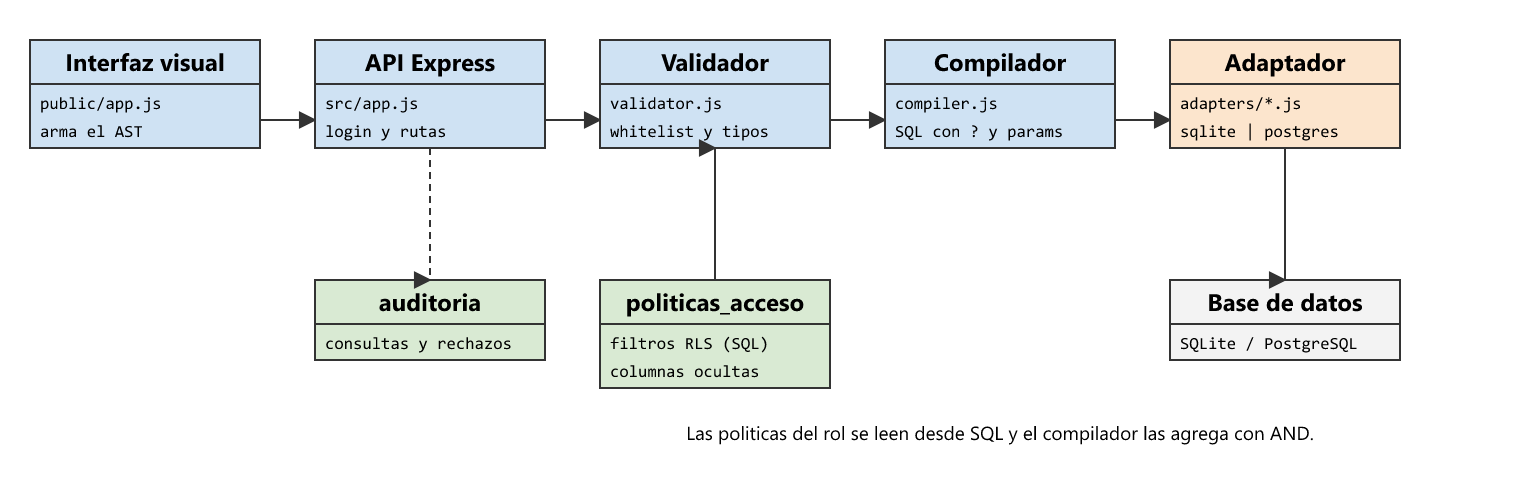 Interfaz visual
public/app.js
arma el AST
API Express
src/app.js
login y rutas
Validador
validator.js
whitelist y tipos
Compilador
compiler.js
SQL con ? y params
Adaptador
adapters/*.js
sqlite | postgres
auditoria
consultas y rechazos
politicas_acceso
filtros RLS (SQL)
columnas ocultas
Base de datos
SQLite / PostgreSQL
Las politicas del rol se leen desde SQL y el compilador las agrega con AND.